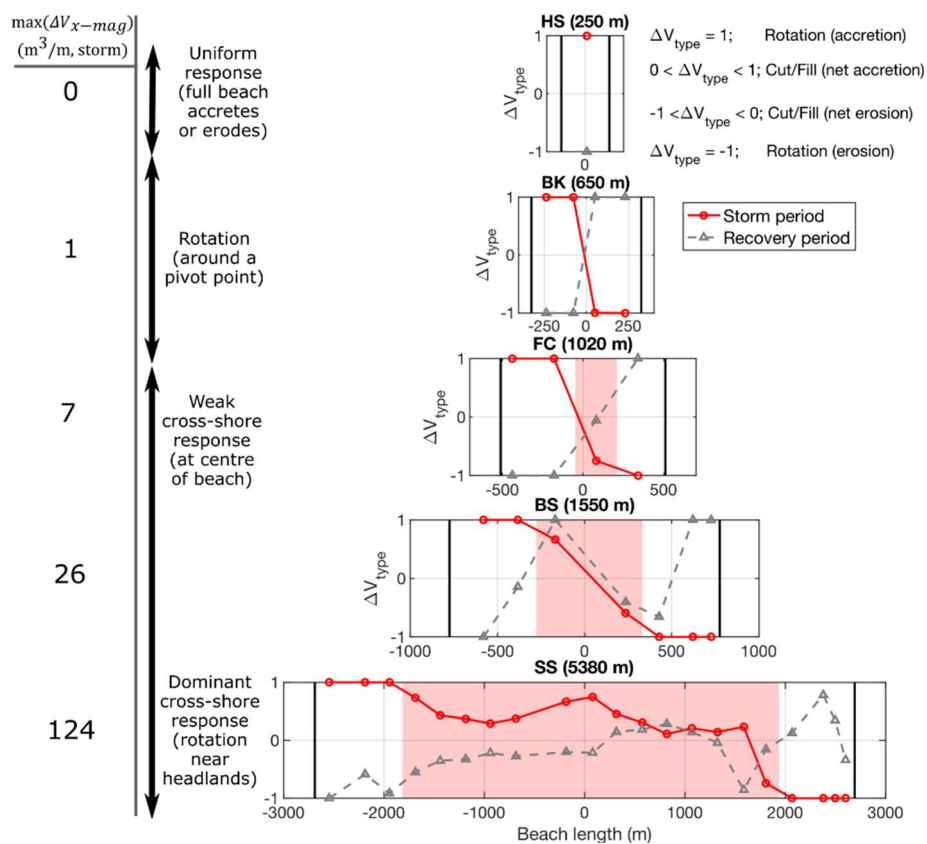 max(ΔV_{x−mag})
(m³/m, storm)
0
1
7
26
124
Uniform
response
(full beach
accretes
or erodes)
Rotation
(around a
pivot point)
Weak
cross-shore
response
(at centre
of beach)
Dominant
cross-shore
response
(rotation
near
headlands)
HS (250 m)
ΔV_type
1
0
-1
0
ΔV_type = 1; Rotation (accretion)
0 < ΔV_type < 1; Cut/Fill (net accretion)
-1 <ΔV_type < 0; Cut/Fill (net erosion)
ΔV_type = -1; Rotation (erosion)
BK (650 m)
ΔV_type
1
0
-1
-250 0 250
Storm period
Recovery period
FC (1020 m)
ΔV_type
1
0
-1
-500 0 500
BS (1550 m)
ΔV_type
1
0
-1
-1000 -500 0 500 1000
SS (5380 m)
1
0
-1
-3000 -2000 -1000 0 1000 2000 3000
Beach length (m)